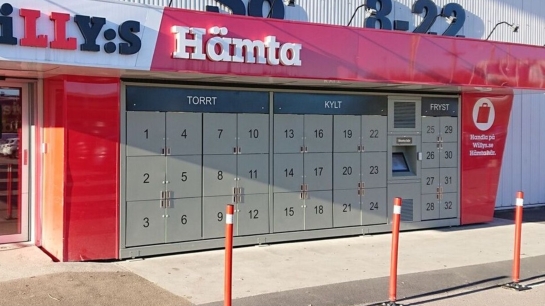 ILLY:S
8-22
Hämta
TORRT
KYLT
FRYST
1 4 7 10 13 16 19 22 25 29
2 5 8 11 14 17 20 23 26 30
27 31
3 6 9 12 15 18 21 24 28 32
Handla på
Willys.se
Hämta